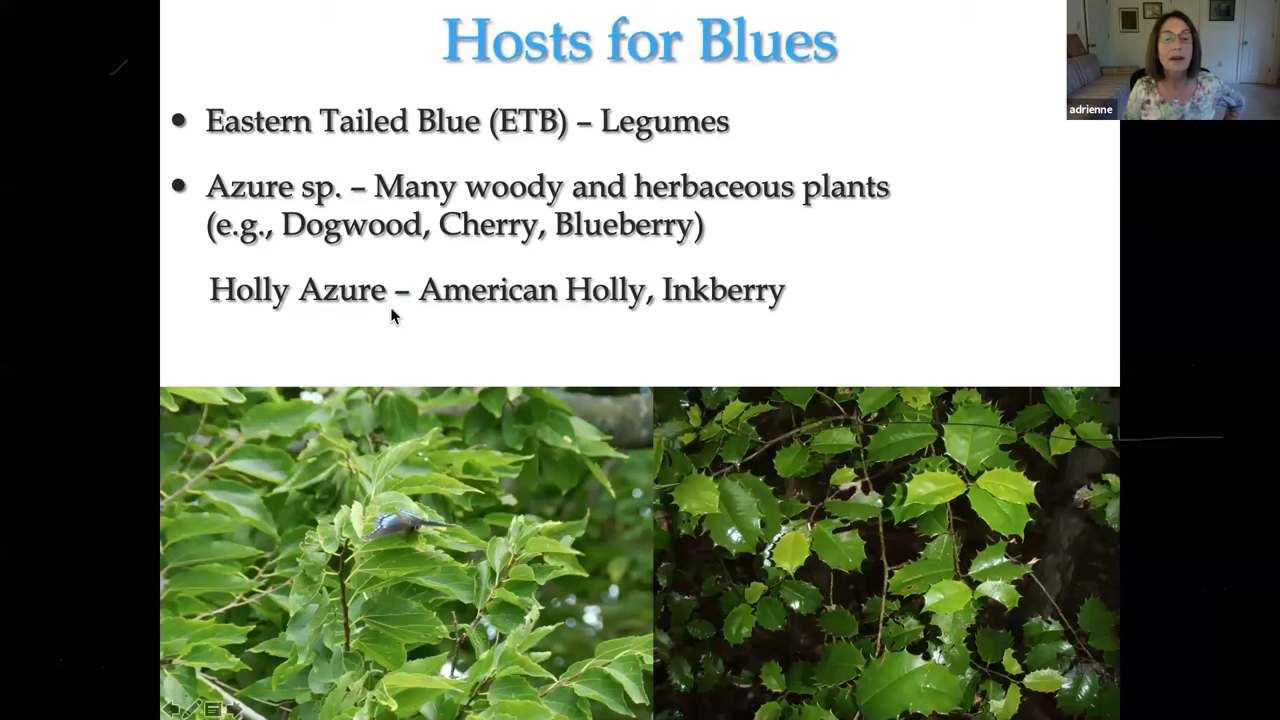 Hosts for Blues
adrienne
• Eastern Tailed Blue (ETB) – Legumes
• Azure sp. – Many woody and herbaceous plants
(e.g., Dogwood, Cherry, Blueberry)
Holly Azure – American Holly, Inkberry